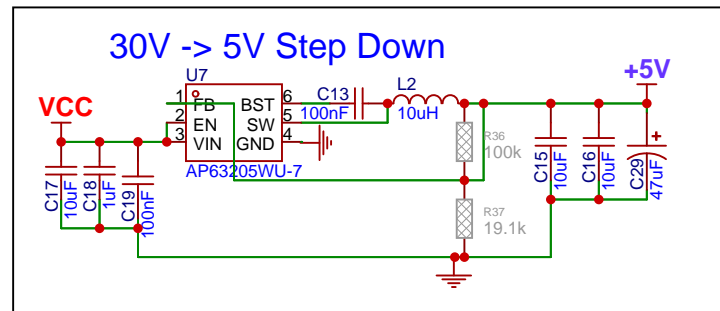 30V -> 5V Step Down
U7
+5V
VCC
1 FB BST 6
2 EN SW 5
3 VIN GND 4
AP63205WU-7
C13
100nF
L2
10uH
R36
100k
R37
19.1k
C17
10uF
C18
1uF
C19
100nF
C15
10uF
C16
10uF
+
C29
47uF